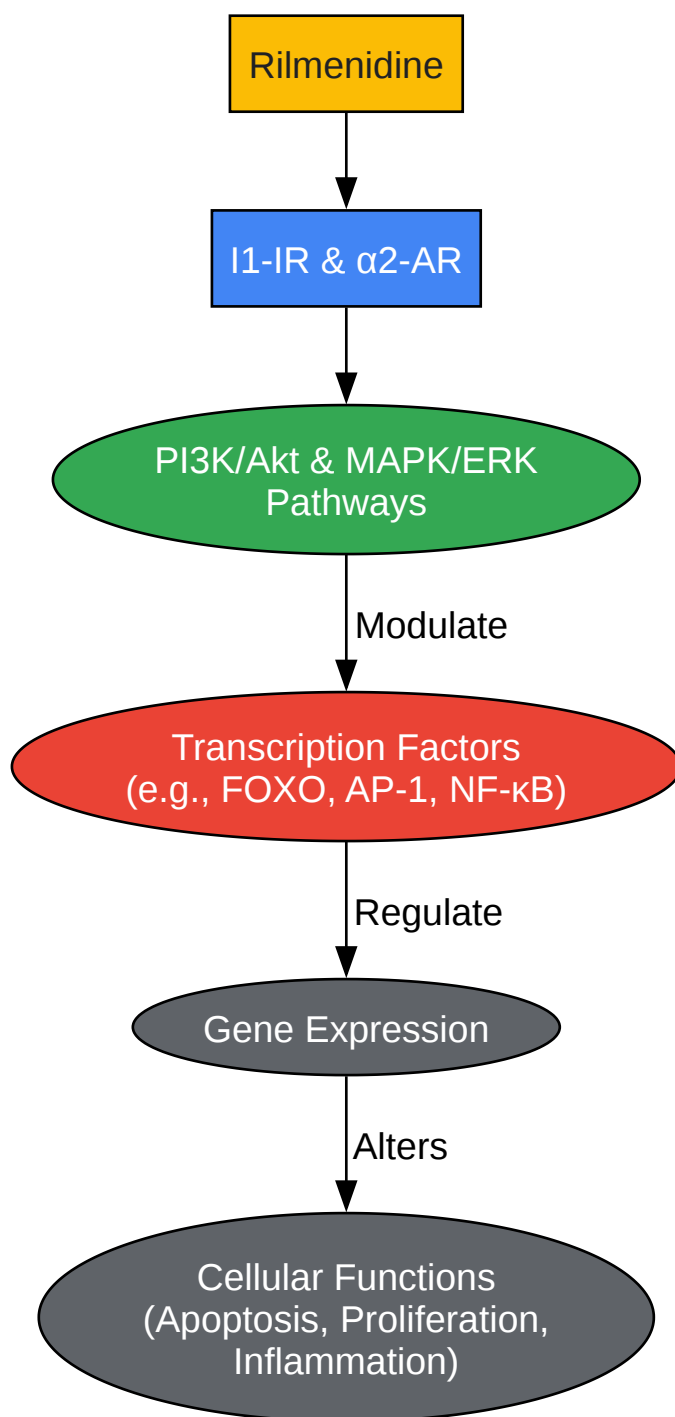 Rilmenidine
I1-IR & α2-AR
PI3K/Akt & MAPK/ERK
Pathways
Modulate
Transcription Factors
(e.g., FOXO, AP-1, NF-κB)
Regulate
Gene Expression
Alters
Cellular Functions
(Apoptosis, Proliferation,
Inflammation)